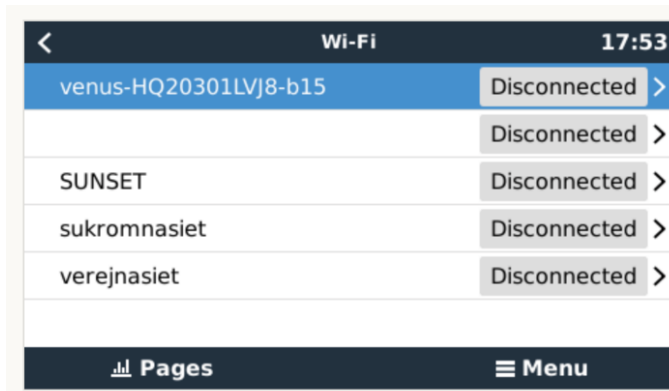 Wi-Fi 17:53
venus-HQ20301LVJ8-b15 Disconnected
Disconnected
SUNSET Disconnected
sukromnasiet Disconnected
verejnasiet Disconnected
Pages Menu